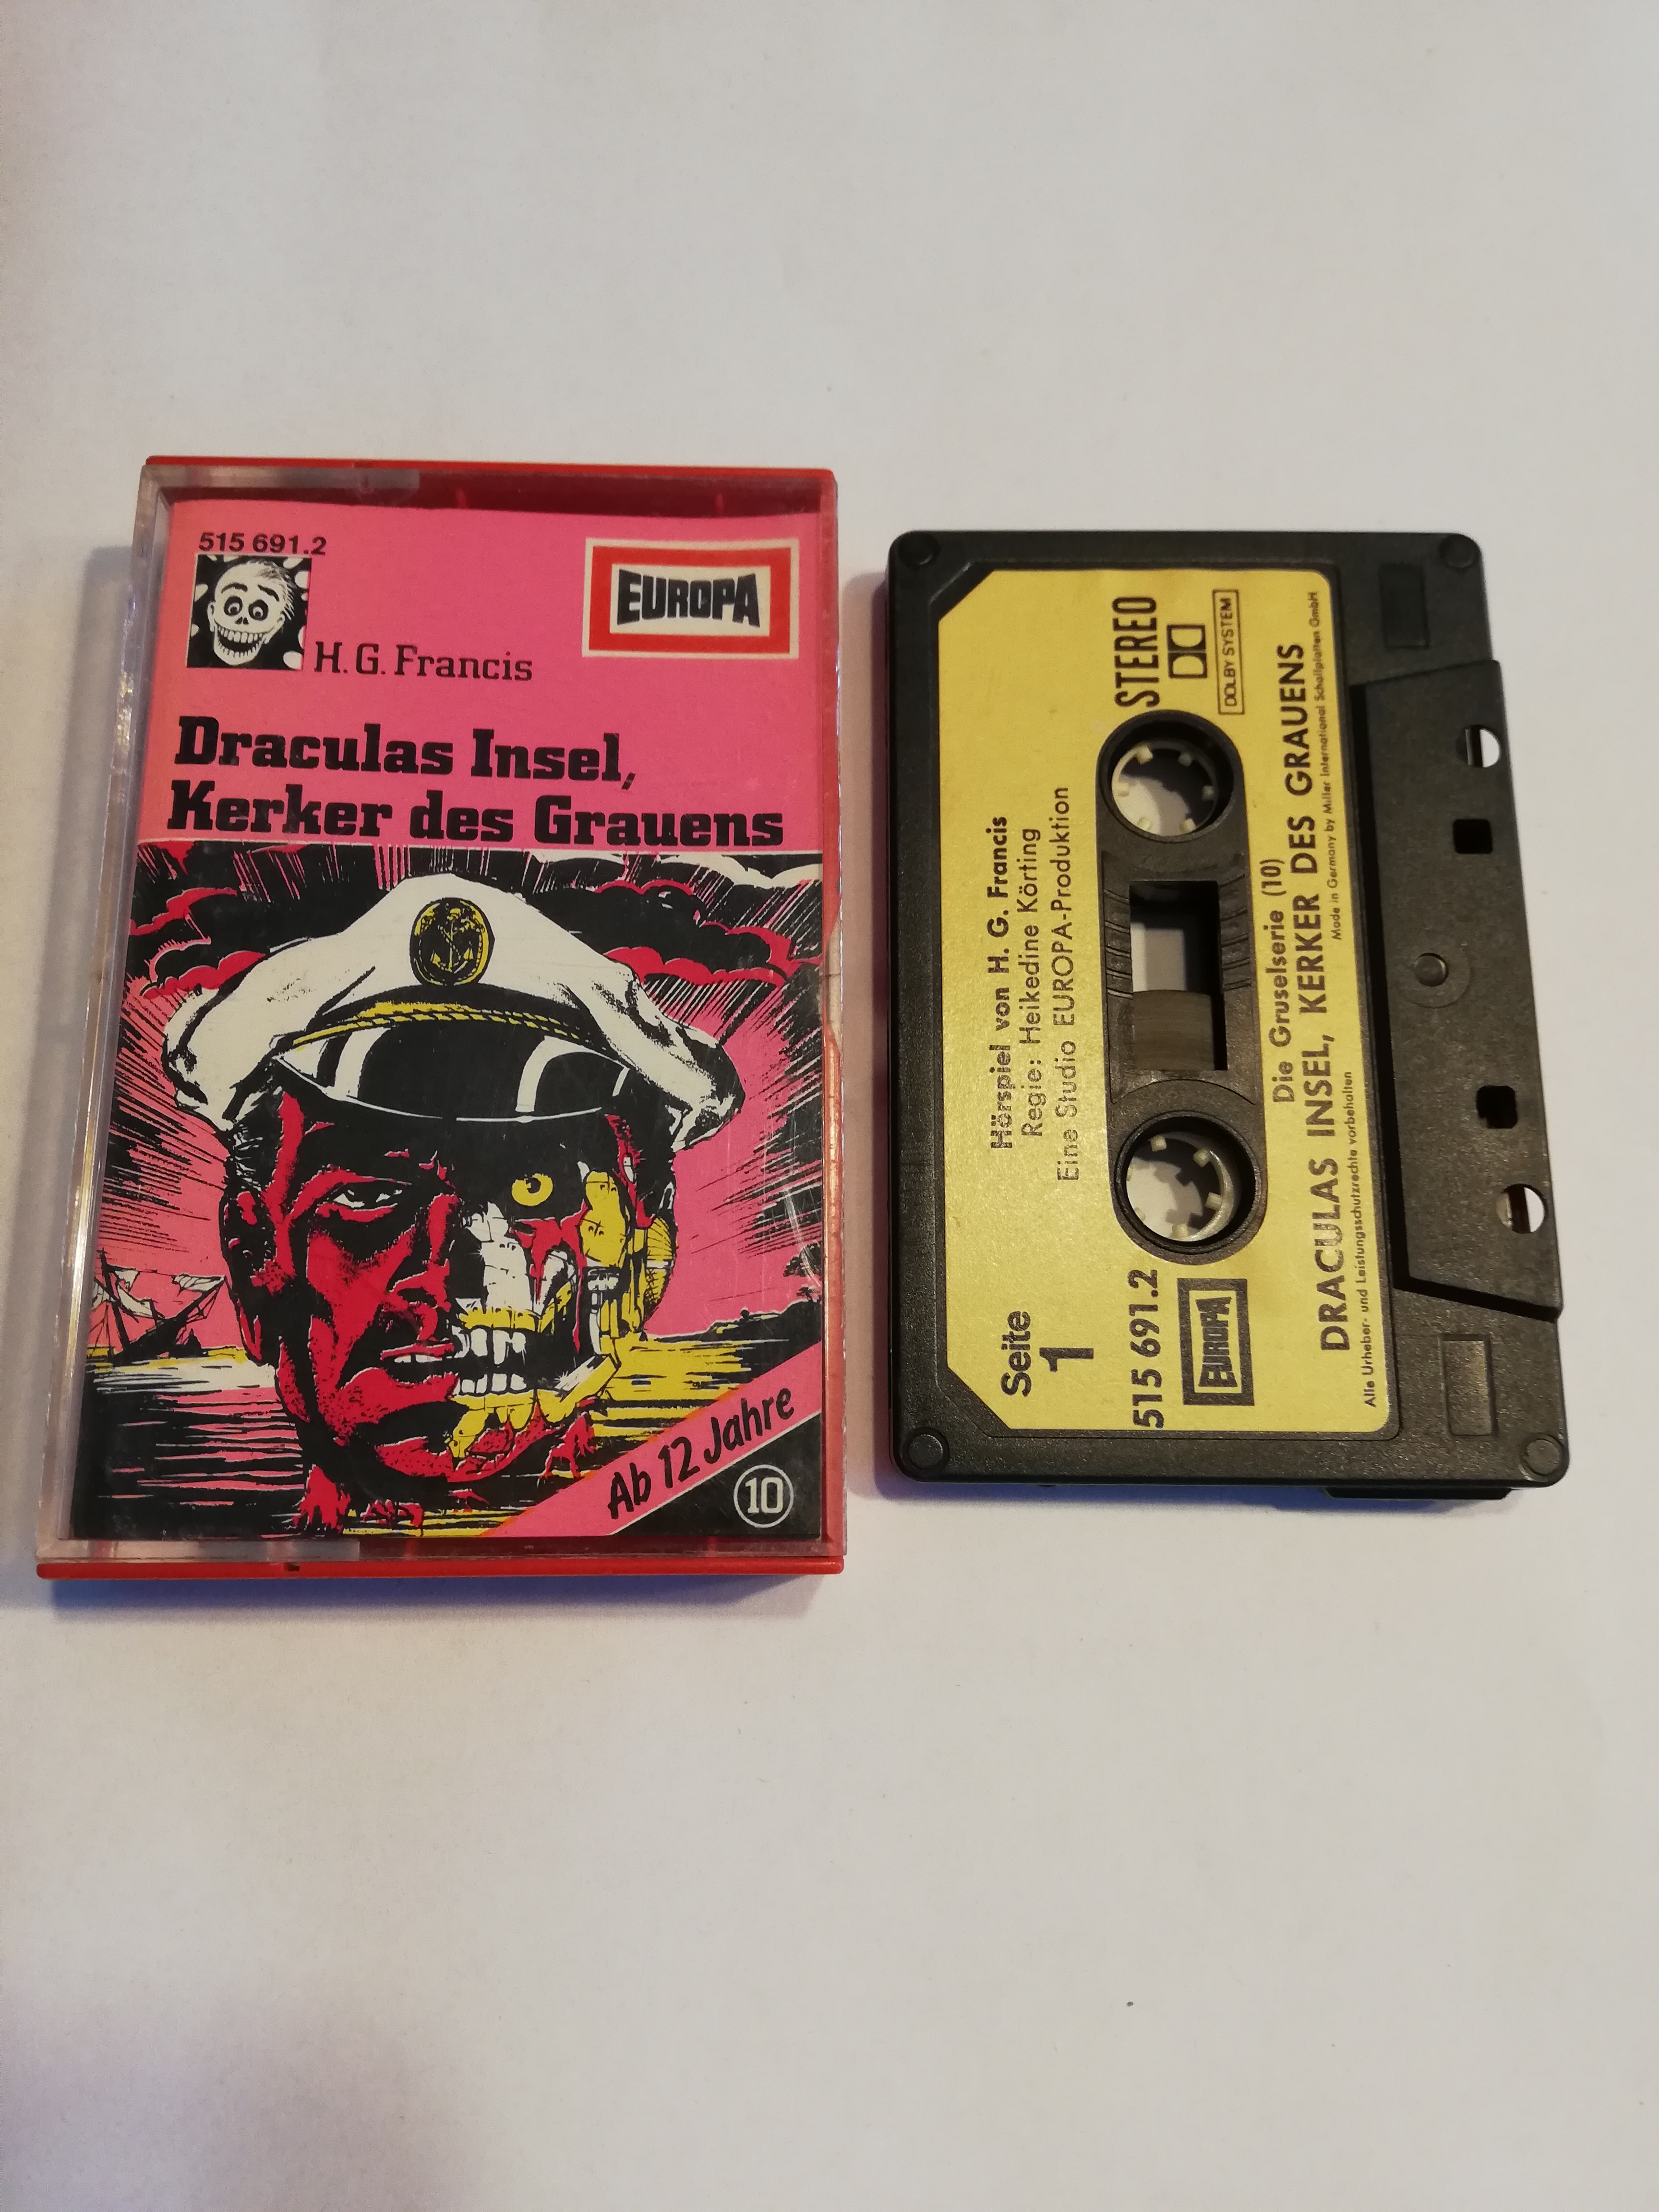 515 691.2
EUROPA
H. G. Francis
Draculas Insel,
Kerker des Grauens
Ab 12 Jahre
10
Hörspiel von H. G. Francis
Regie: Heikedine Körting
Eine Studio EUROPA-Produktion
Seite
1
STEREO
DOLBY SYSTEM
515 691.2
EUROPA
Die Gruselserie (10)
DRACULAS INSEL, KERKER DES GRAUENS
Made in Germany by Miller International Schallplatten GmbH
Alle Urheber- und Leistungsschutzrechte vorbehalten